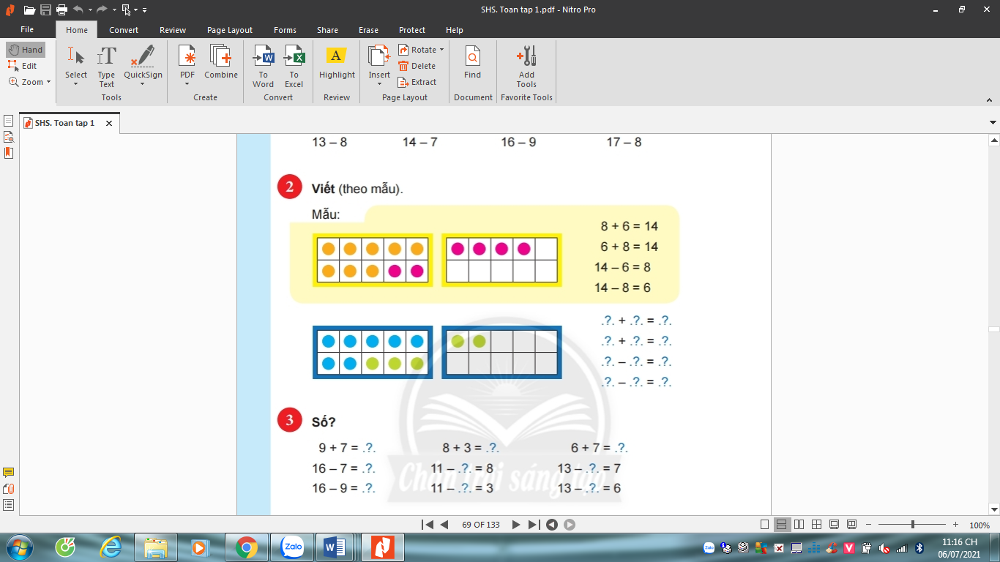 SHS. Toan tap 1.pdf - Nitro Pro
File Home Convert Review Page Layout Forms Share Erase Protect Help
Hand
Edit
Zoom
Select
Type Text
QuickSign
Tools
PDF
Combine
Create
To Word
To Excel
Convert
A
Highlight
Review
Insert
Rotate
Delete
Extract
Page Layout
Find
Document
Add Tools
Favorite Tools
SHS. Toan tap 1
13 – 8 14 – 7 16 – 9 17 – 8
2 Viết (theo mẫu).
Mẫu:
8 + 6 = 14
6 + 8 = 14
14 – 6 = 8
14 – 8 = 6
.?. + .?. = .?.
.?. + .?. = .?.
.?. – .?. = .?.
.?. – .?. = .?.
3 Số?
9 + 7 = .?. 8 + 3 = .?. 6 + 7 = .?.
16 – 7 = .?. 11 – .?. = 8 13 – .?. = 7
16 – 9 = .?. 11 – .?. = 3 13 – .?. = 6
Chân trời sáng tạo
69 OF 133
100%
Zalo
W
Zalo
V
11:16 CH
06/07/2021